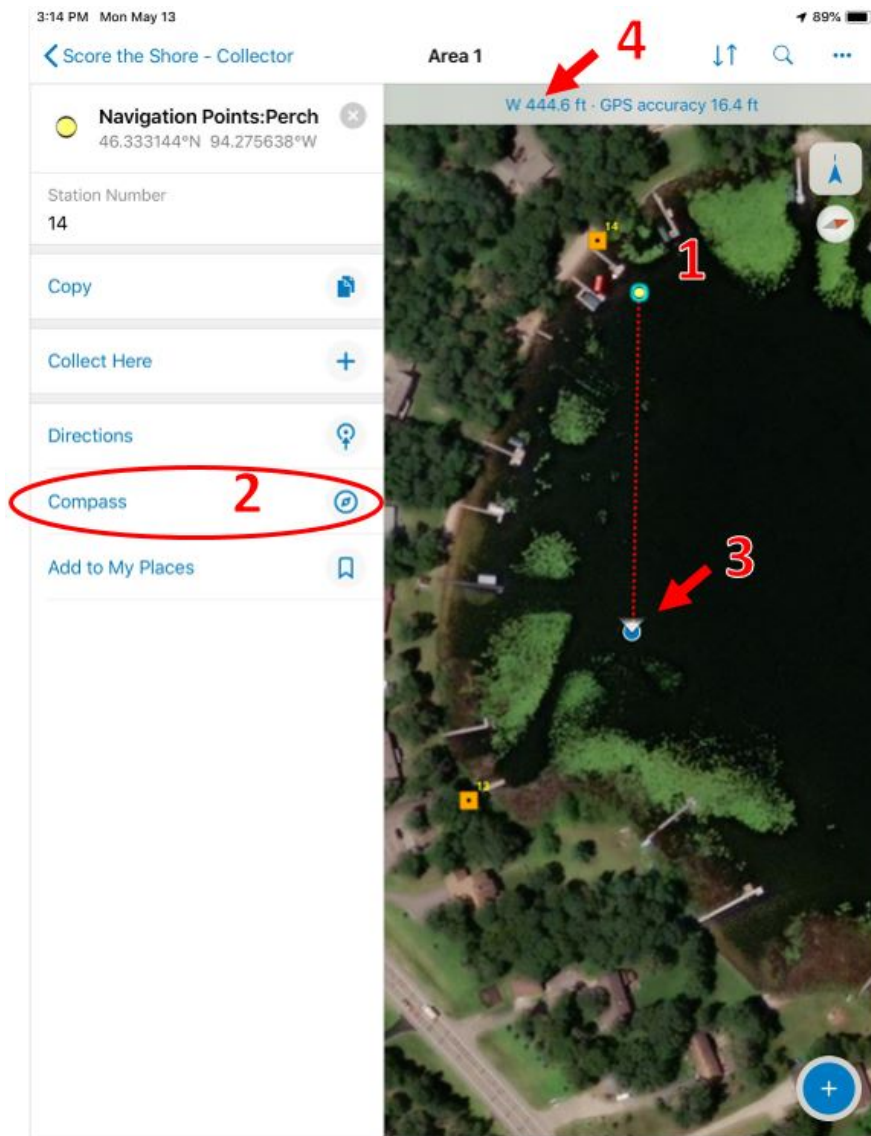 3:14 PM Mon May 13
89%
Score the Shore - Collector
Area 1
4
W 444.6 ft · GPS accuracy 16.4 ft
Navigation Points:Perch
46.333144°N 94.275638°W
Station Number
14
Copy
Collect Here
Directions
Compass
2
Add to My Places
14
1
3
13